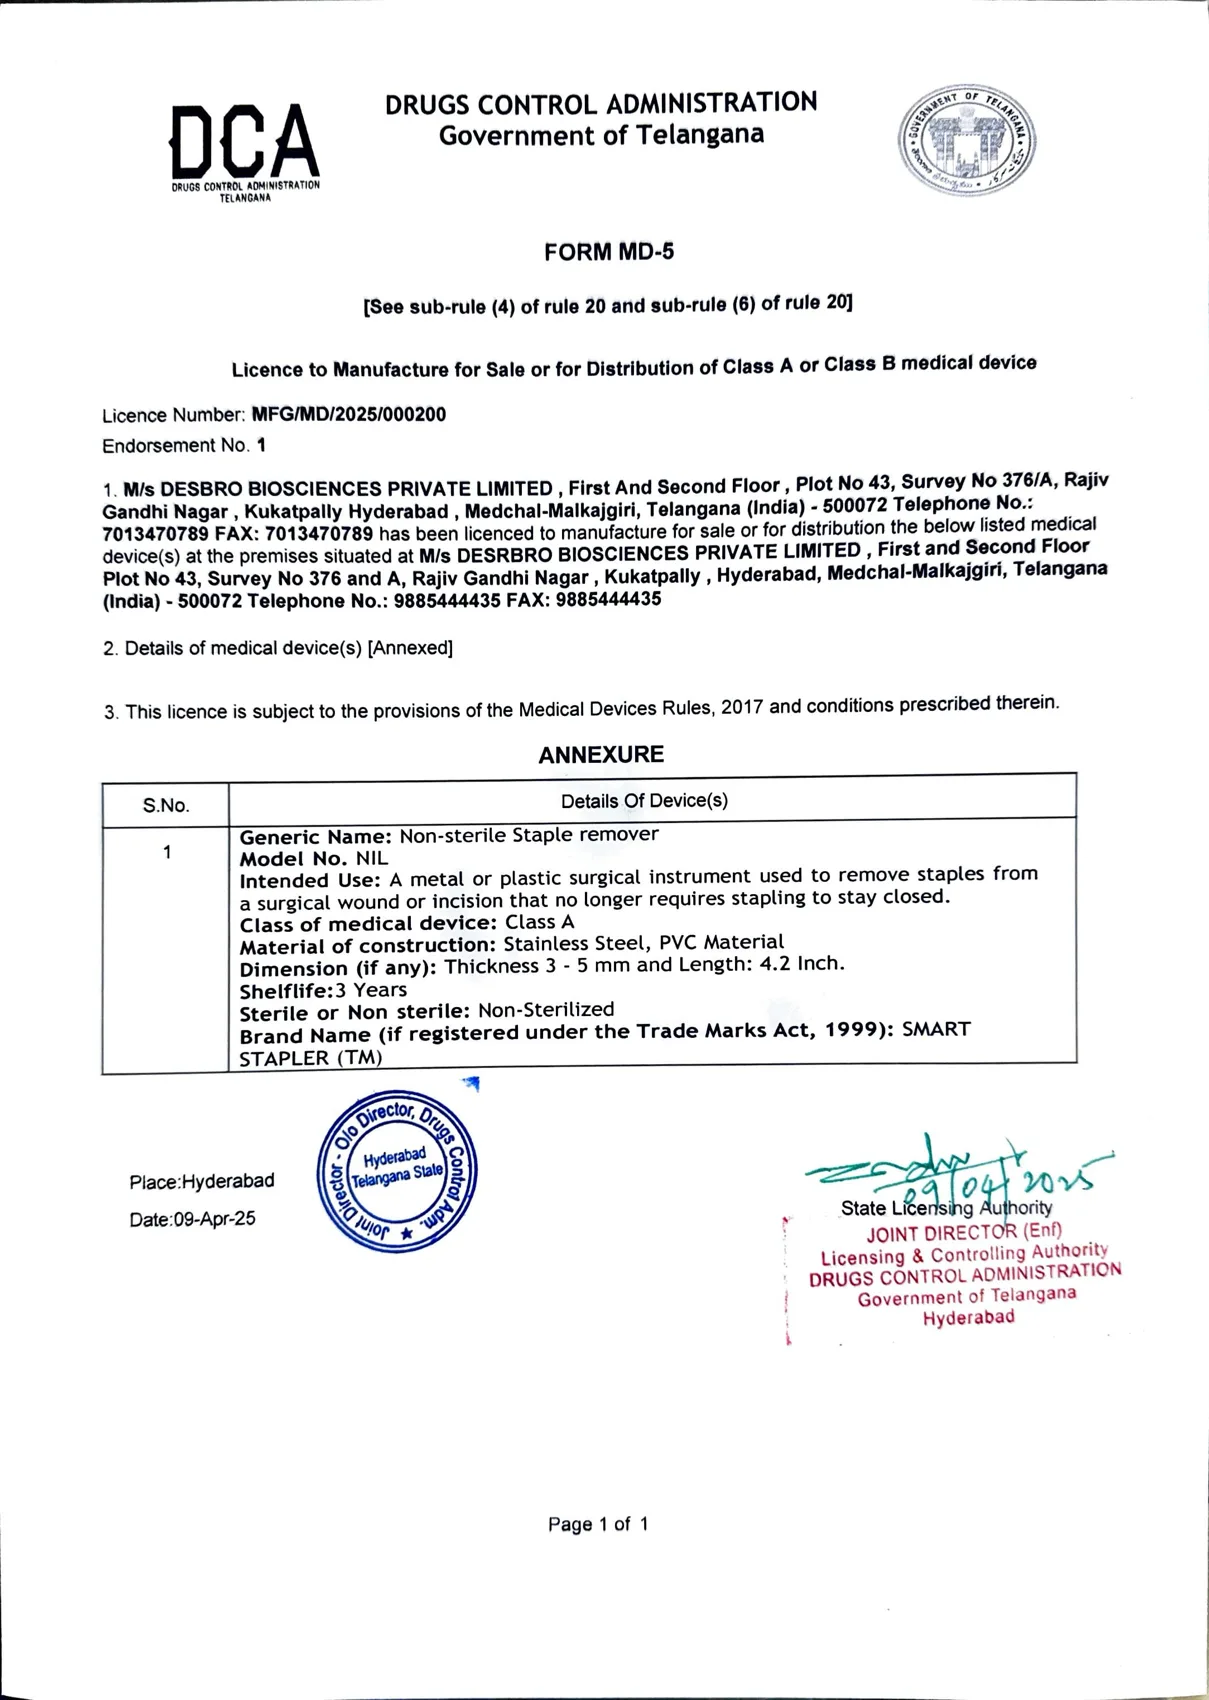 DCA
DRUGS CONTROL ADMINISTRATION
TELANGANA
DRUGS CONTROL ADMINISTRATION
Government of Telangana
GOVERNMENT OF TELANGANA
FORM MD-5
[See sub-rule (4) of rule 20 and sub-rule (6) of rule 20]
Licence to Manufacture for Sale or for Distribution of Class A or Class B medical device
Licence Number: MFG/MD/2025/000200
Endorsement No. 1
1. M/s DESBRO BIOSCIENCES PRIVATE LIMITED , First And Second Floor , Plot No 43, Survey No 376/A, Rajiv
Gandhi Nagar , Kukatpally Hyderabad , Medchal-Malkajgiri, Telangana (India) - 500072 Telephone No.:
7013470789 FAX: 7013470789 has been licenced to manufacture for sale or for distribution the below listed medical
device(s) at the premises situated at M/s DESRBRO BIOSCIENCES PRIVATE LIMITED , First and Second Floor
Plot No 43, Survey No 376 and A, Rajiv Gandhi Nagar , Kukatpally , Hyderabad, Medchal-Malkajgiri, Telangana
(India) - 500072 Telephone No.: 9885444435 FAX: 9885444435
2. Details of medical device(s) [Annexed]
3. This licence is subject to the provisions of the Medical Devices Rules, 2017 and conditions prescribed therein.
ANNEXURE
S.No.
Details Of Device(s)
1
Generic Name: Non-sterile Staple remover
Model No. NIL
Intended Use: A metal or plastic surgical instrument used to remove staples from
a surgical wound or incision that no longer requires stapling to stay closed.
Class of medical device: Class A
Material of construction: Stainless Steel, PVC Material
Dimension (if any): Thickness 3 - 5 mm and Length: 4.2 Inch.
Shelflife:3 Years
Sterile or Non sterile: Non-Sterilized
Brand Name (if registered under the Trade Marks Act, 1999): SMART
STAPLER (TM)
Place:Hyderabad
Date:09-Apr-25
Joint Director - O/o Director, Drugs Control Adm.
Hyderabad
Telangana State
09/04/2025
State Licensing Authority
JOINT DIRECTOR (Enf)
Licensing & Controlling Authority
DRUGS CONTROL ADMINISTRATION
Government of Telangana
Hyderabad
Page 1 of 1